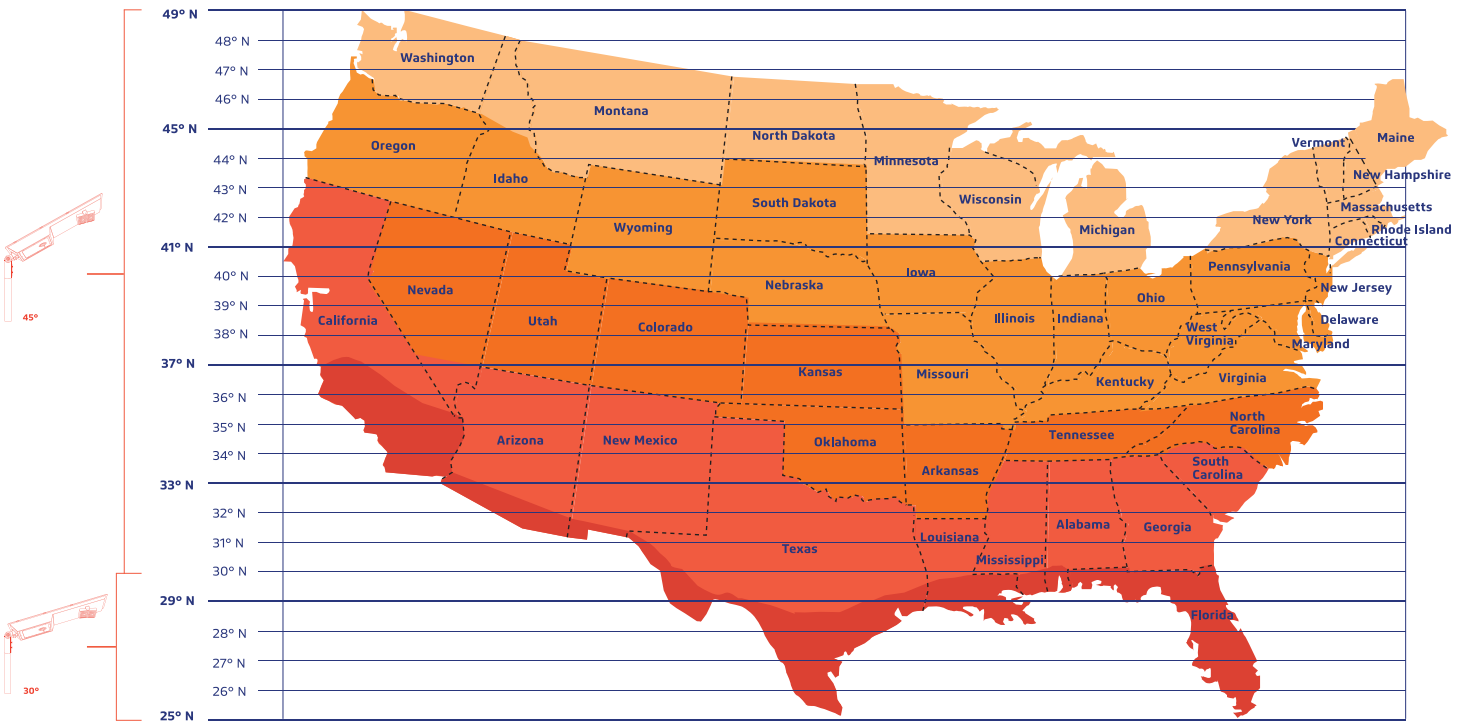 49° N
48° N
47° N
46° N
45° N
44° N
43° N
42° N
41° N
40° N
39° N
38° N
37° N
36° N
35° N
34° N
33° N
32° N
31° N
30° N
29° N
28° N
27° N
26° N
25° N
45°
30°
Washington
Montana
North Dakota
Minnesota
Oregon
Idaho
Wyoming
South Dakota
Wisconsin
Michigan
New York
Vermont
Maine
New Hampshire
Massachusetts
Rhode Island
Connecticut
Pennsylvania
New Jersey
Iowa
Nebraska
Nevada
Utah
Colorado
California
Illinois
Indiana
Ohio
West
Virginia
Delaware
Maryland
Kansas
Missouri
Kentucky
Virginia
North
Carolina
Tennessee
Arizona
New Mexico
Oklahoma
Arkansas
South
Carolina
Texas
Louisiana
Mississippi
Alabama
Georgia
Florida